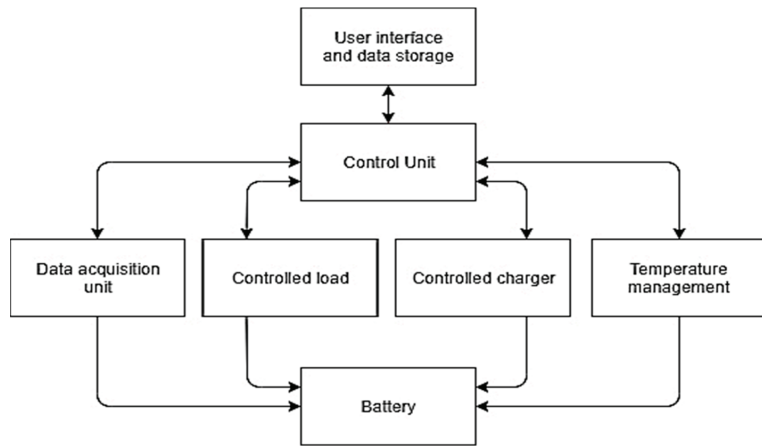 User interface
and data storage
Control Unit
Data acquisition
unit
Controlled load
Controlled charger
Temperature
management
Battery